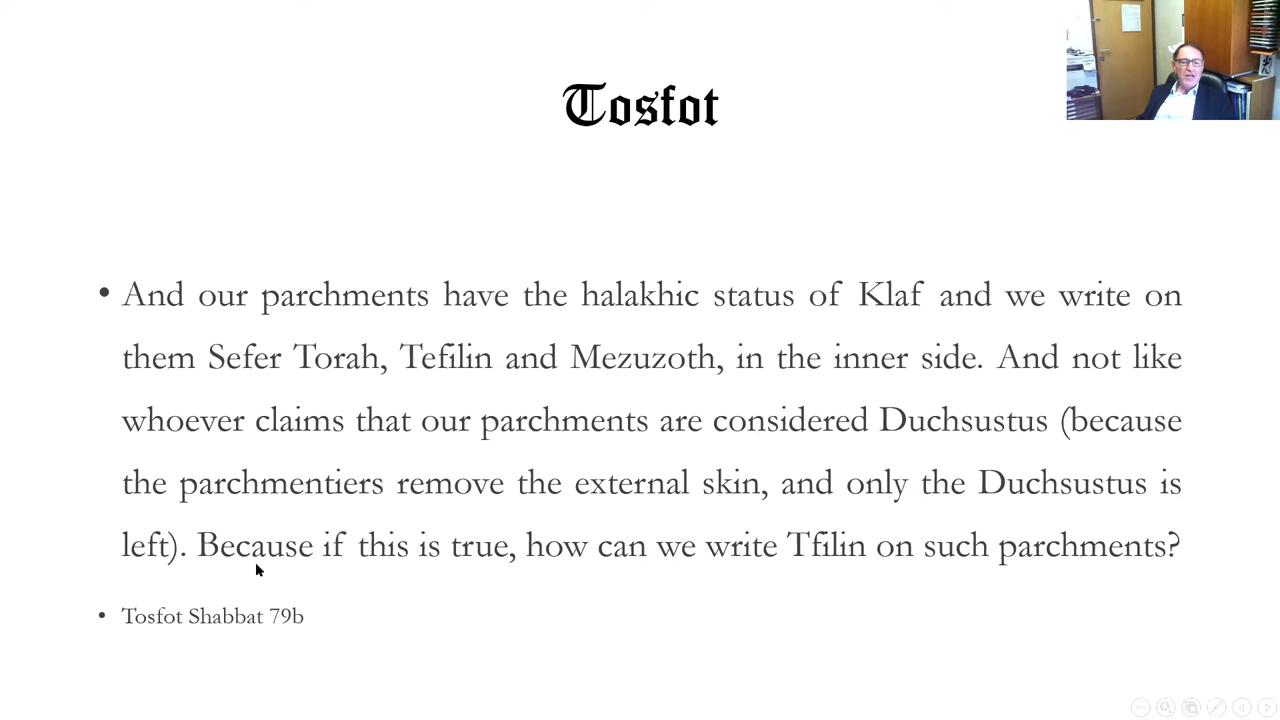 Tosfot
• And our parchments have the halakhic status of Klaf and we write on
them Sefer Torah, Tefilin and Mezuzoth, in the inner side. And not like
whoever claims that our parchments are considered Duchsustus (because
the parchmentiers remove the external skin, and only the Duchsustus is
left). Because if this is true, how can we write Tfilin on such parchments?
• Tosfot Shabbat 79b